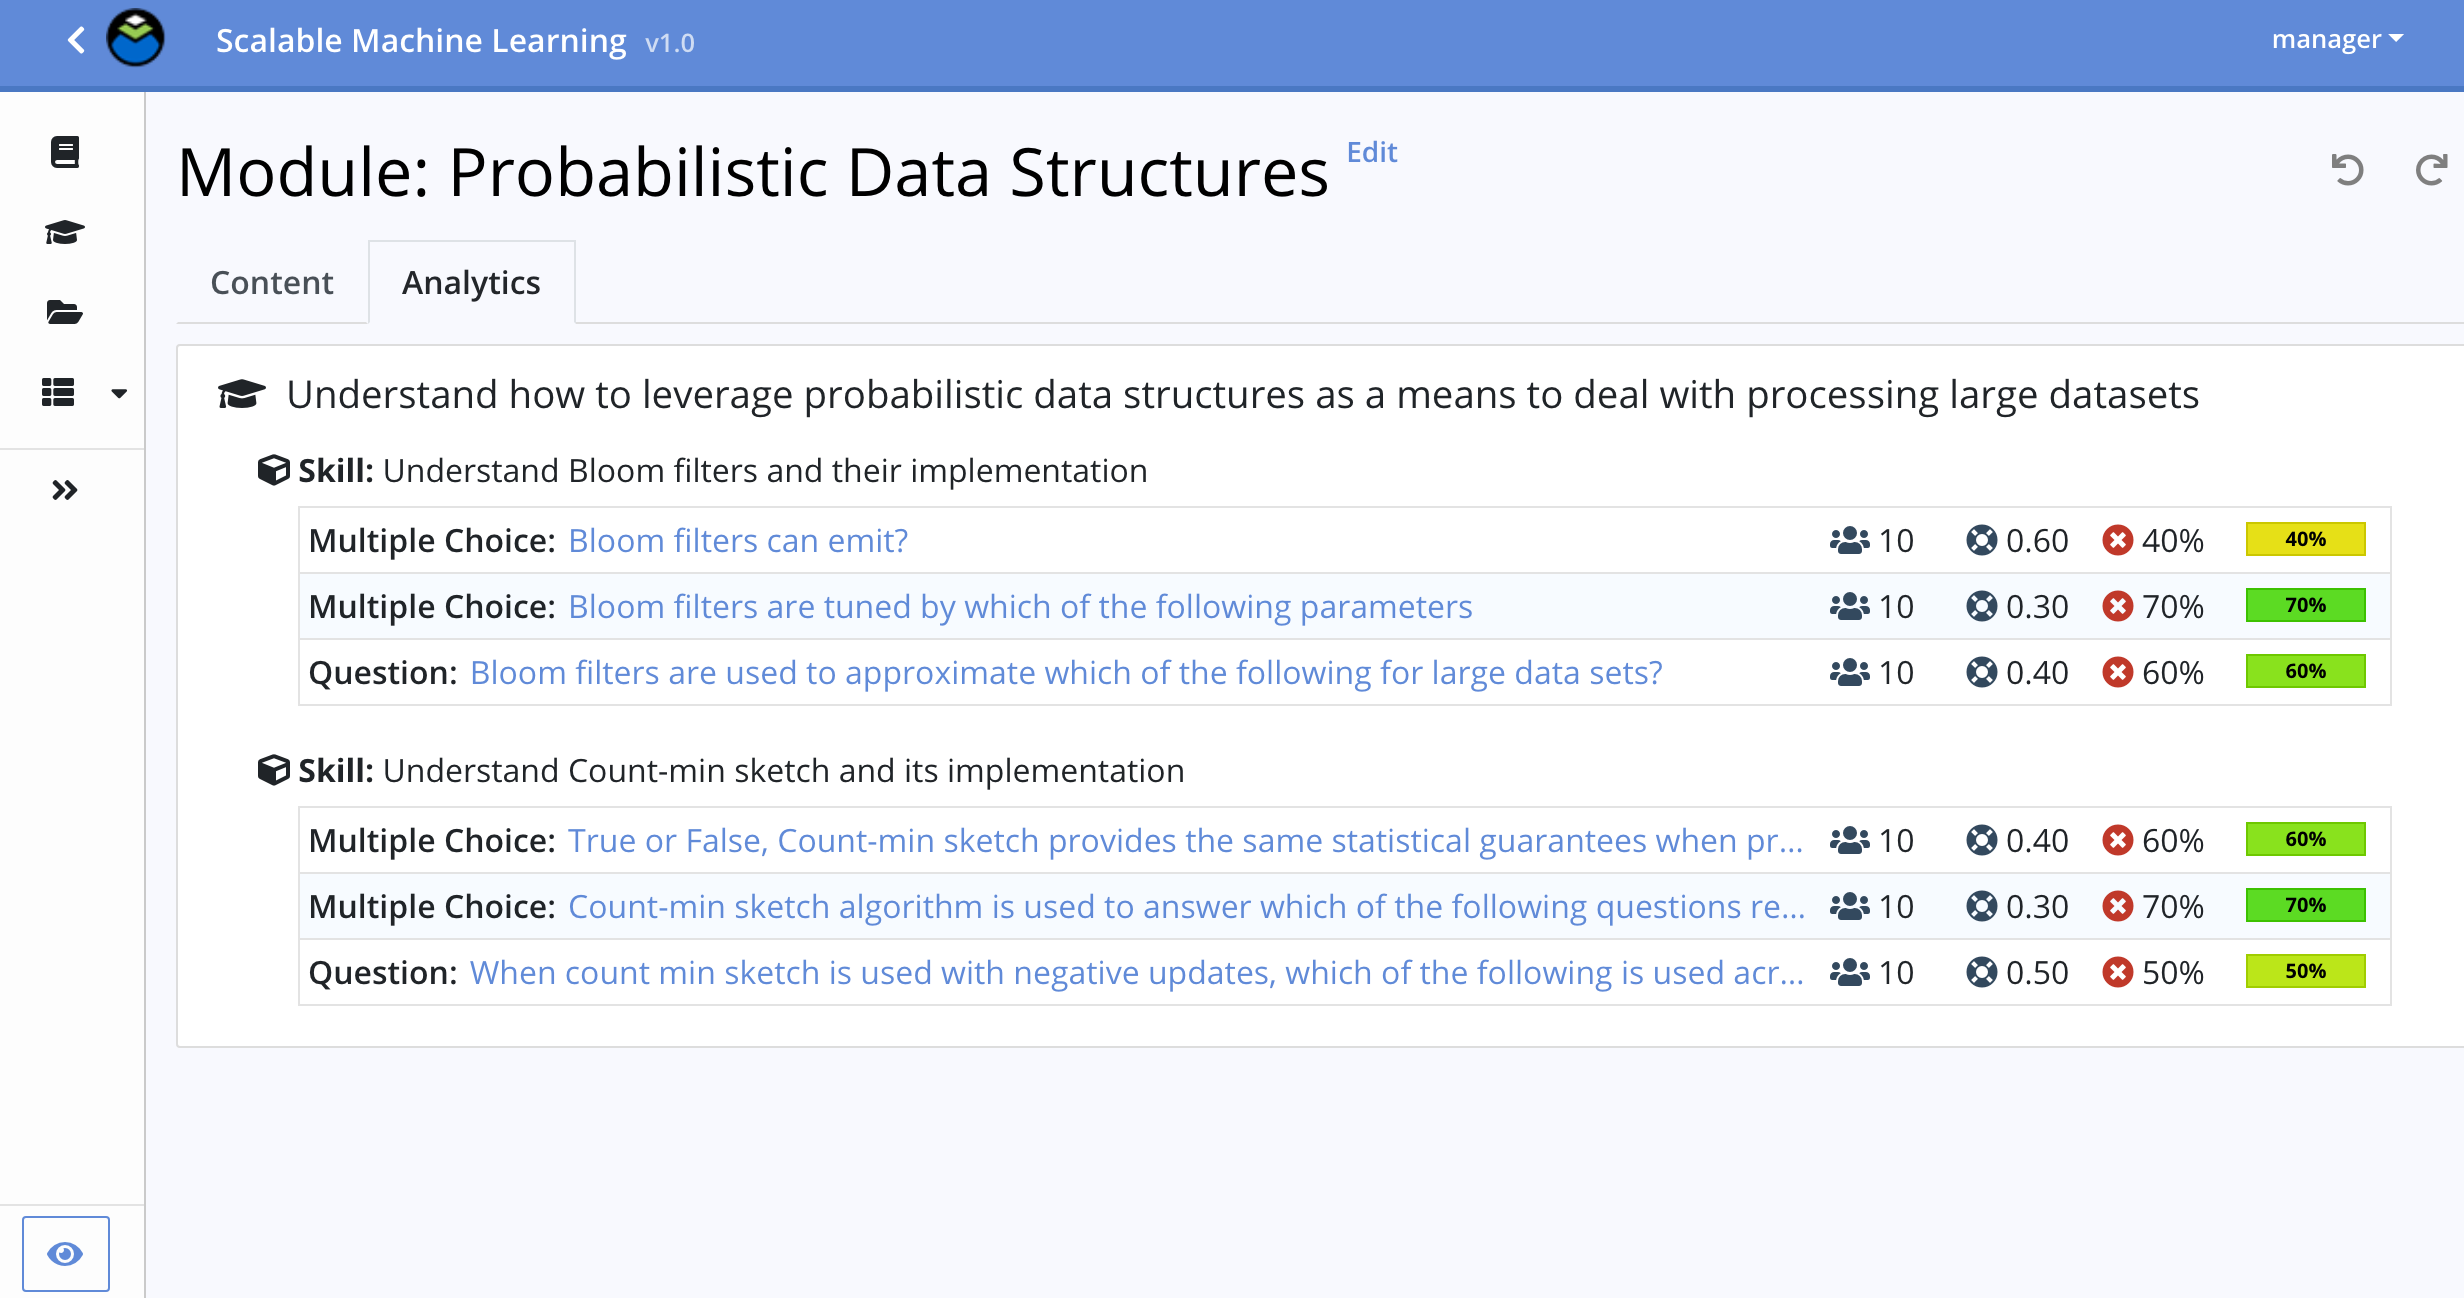 Scalable Machine Learning v1.0
manager
Module: Probabilistic Data Structures Edit
Content Analytics
Understand how to leverage probabilistic data structures as a means to deal with processing large datasets
Skill: Understand Bloom filters and their implementation
Multiple Choice: Bloom filters can emit? 10 0.60 40% 40%
Multiple Choice: Bloom filters are tuned by which of the following parameters 10 0.30 70% 70%
Question: Bloom filters are used to approximate which of the following for large data sets? 10 0.40 60% 60%
Skill: Understand Count-min sketch and its implementation
Multiple Choice: True or False, Count-min sketch provides the same statistical guarantees when pr... 10 0.40 60% 60%
Multiple Choice: Count-min sketch algorithm is used to answer which of the following questions re... 10 0.30 70% 70%
Question: When count min sketch is used with negative updates, which of the following is used acr... 10 0.50 50% 50%